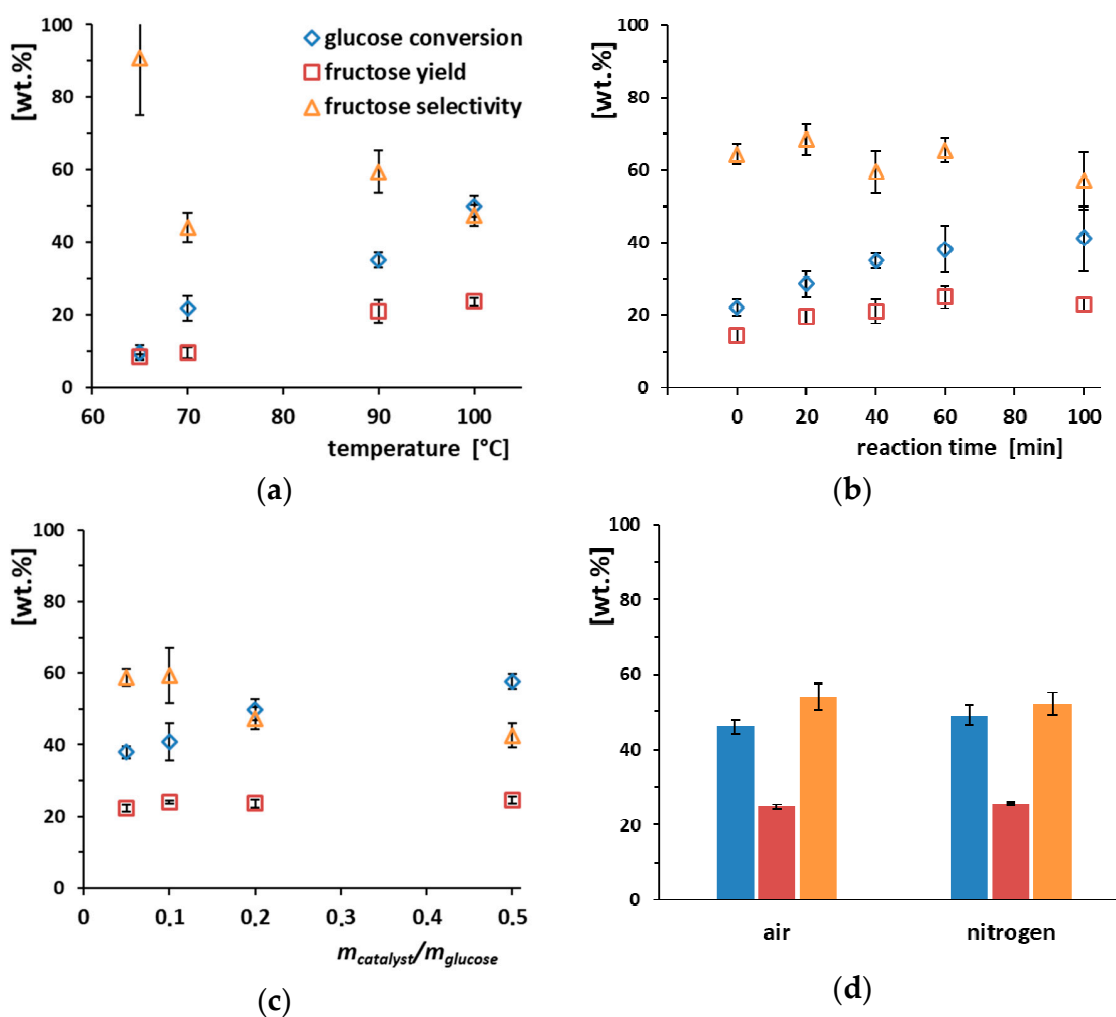 [wt.%]
100
80
60
40
20
0
60
70
80
90
100
temperature [°C]
glucose conversion
fructose yield
fructose selectivity
(a)
[wt.%]
100
80
60
40
20
0
0
20
40
60
80
100
reaction time [min]
(b)
[wt.%]
100
80
60
40
20
0
0
0.1
0.2
0.3
0.4
0.5
mcatalyst/mglucose
(c)
[wt.%]
100
80
60
40
20
0
air
nitrogen
(d)